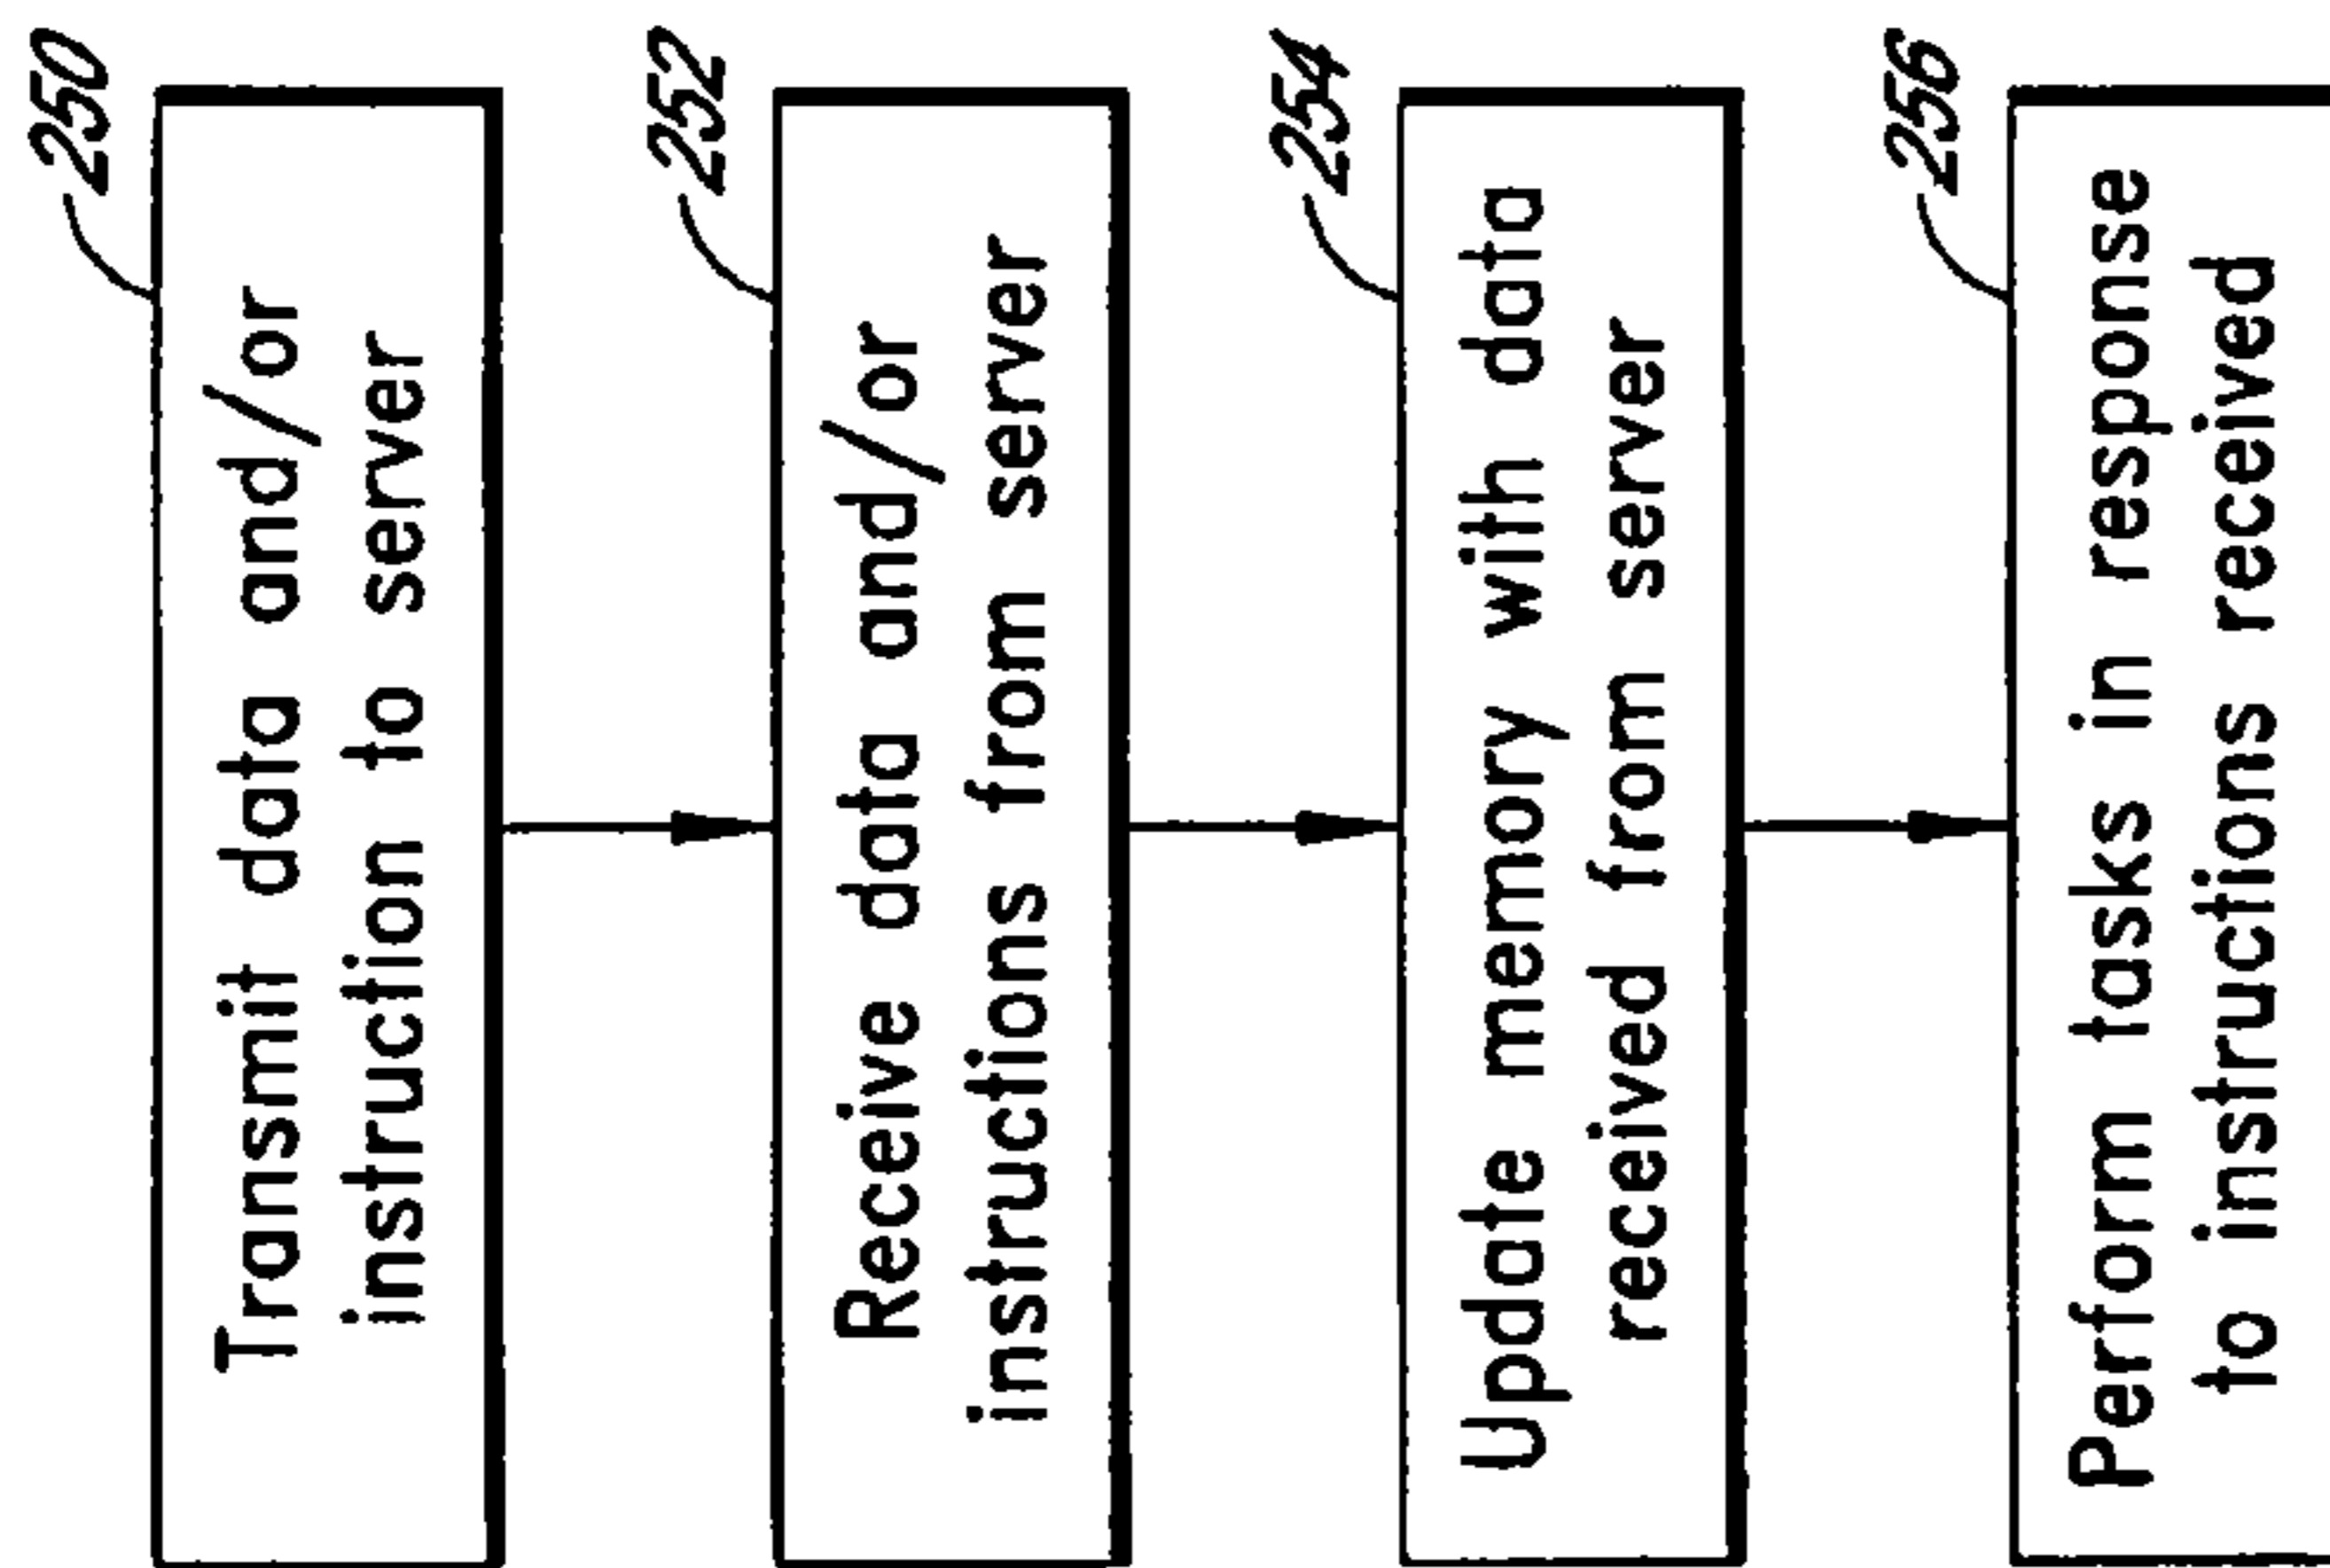 250
Transmit data and/or
instruction to server
252
Receive data and/or
instructions from server
254
Update memory with data
received from server
256
Perform tasks in response
to instructions received